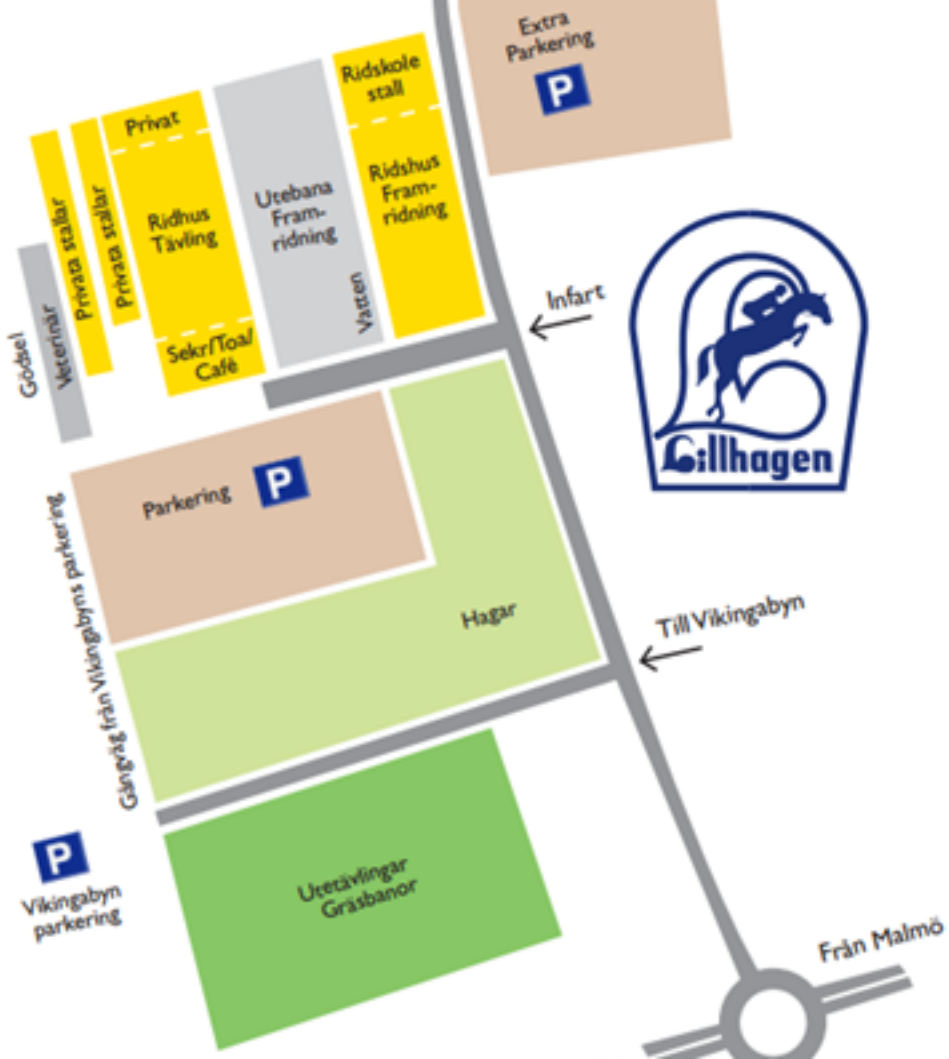 Extra
Parkering
P
Ridskole
stall
Privat
Privata stallar
Privata stallar
Ridhus
Tävling
Utebana
Fram-
ridning
Ridshus
Fram-
ridning
Vatten
Infart
Gödsel
Veterinär
Sekr/Toa/
Cafè
Lillhagen
Parkering
P
Gångväg från Vikingabyns parkering
Hagar
Till Vikingabyn
P
Vikingabyn
parkering
Utetävlingar
Gräsbanor
Från Malmö